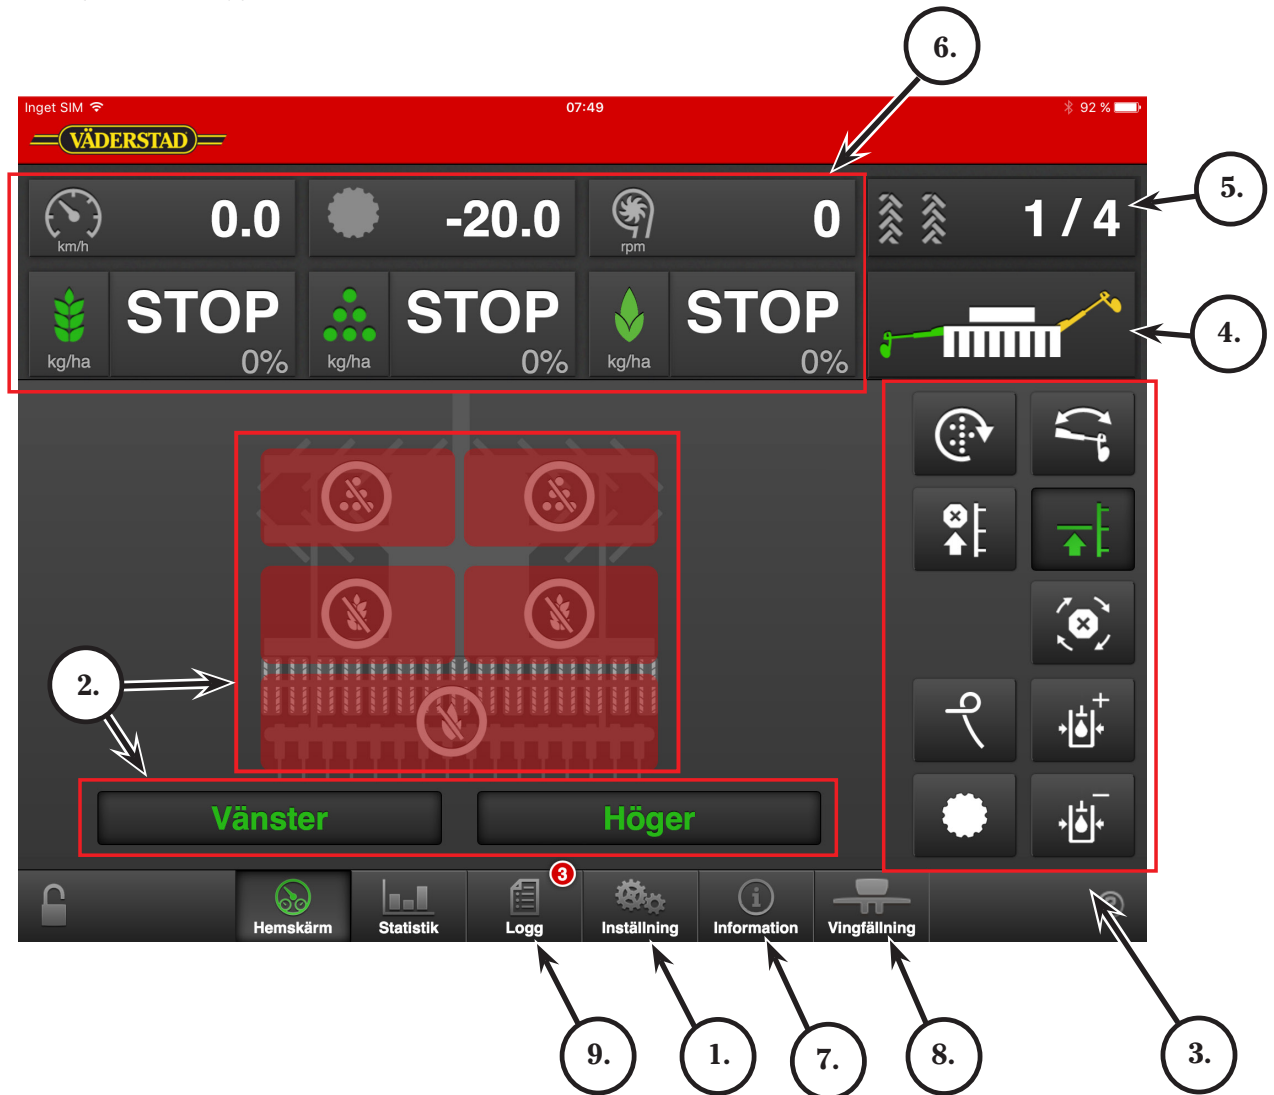 6.
Inget SIM 07:49 92 %
VÄDERSTAD
0.0 -20.0 0 1 / 4
km/h rpm
5.
STOP STOP STOP
kg/ha 0% kg/ha 0% kg/ha 0%
4.
2.
Vänster Höger
3
Hemskärm Statistik Logg Inställning Information Vingfällning
9. 1. 7. 8. 3.